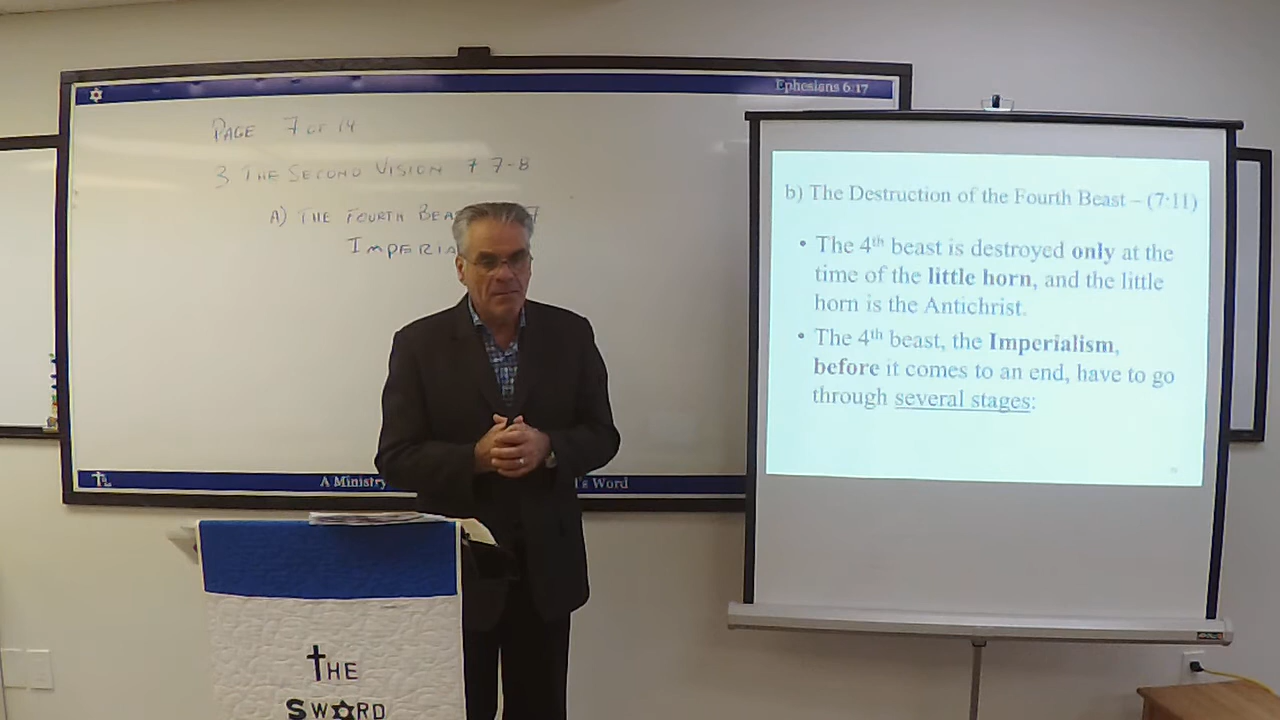 Ephesians 6:17
PAGE 7 OF 14
3 THE SECOND VISION 7 7-8
A) THE FOURTH BEA 7
IMPERIA
A Ministry 's Word
b) The Destruction of the Fourth Beast – (7:11)
• The 4th beast is destroyed only at the
time of the little horn, and the little
horn is the Antichrist.
• The 4th beast, the Imperialism,
before it comes to an end, have to go
through several stages:
THE
SWORD